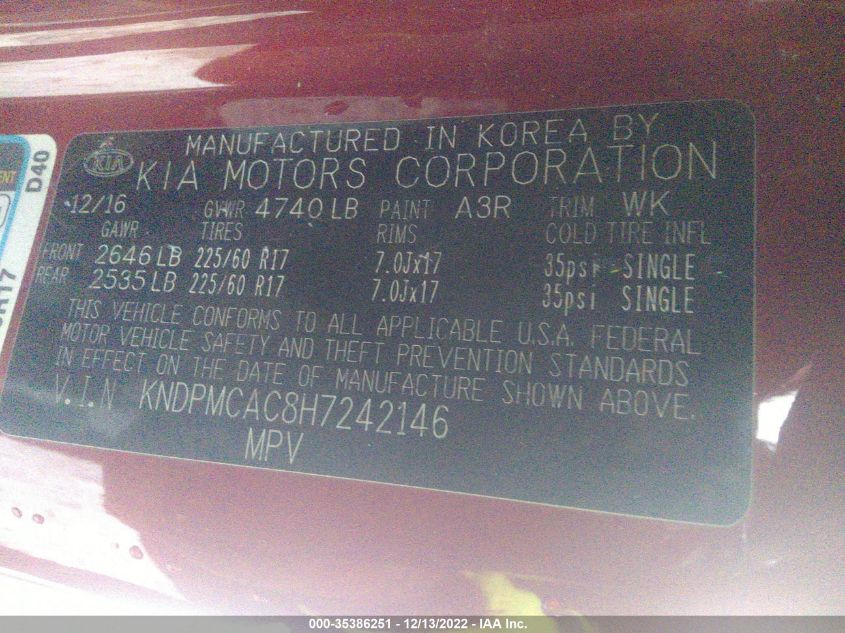 MANUFACTURED IN KOREA BY
KIA KIA MOTORS CORPORATION
12/16 GVWR 4740 LB PAINT A3R TRIM WK
GAWR TIRES RIMS COLD TIRE INFL
FRONT 2646 LB 225/60 R17 7.0Jx17 35psi SINGLE
REAR 2535 LB 225/60 R17 7.0Jx17 35psi SINGLE
THIS VEHICLE CONFORMS TO ALL APPLICABLE U.S.A. FEDERAL
MOTOR VEHICLE SAFETY AND THEFT PREVENTION STANDARDS
IN EFFECT ON THE DATE OF MANUFACTURE SHOWN ABOVE.
V.I.N KNDPMCAC8H7242146
MPV
D40
000-35386251 - 12/13/2022 - IAA Inc.